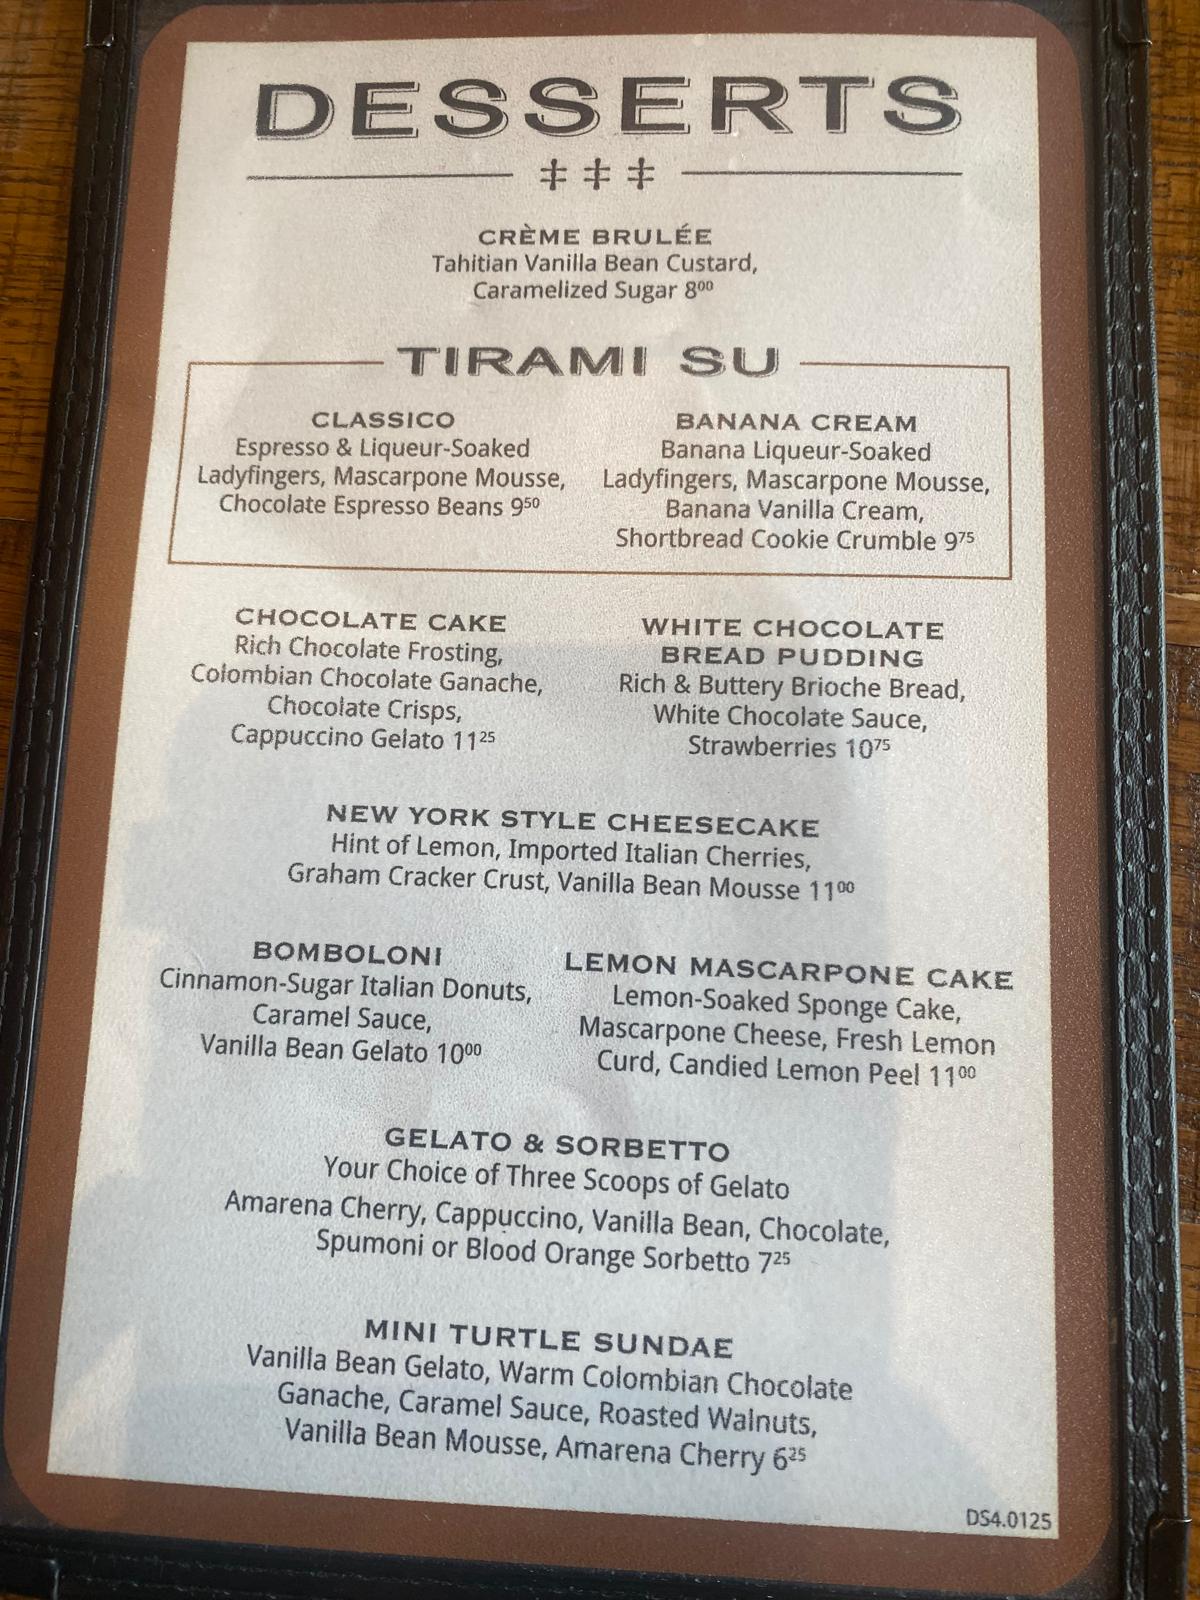 DESSERTS
CRÈME BRULÉE
Tahitian Vanilla Bean Custard,
Caramelized Sugar 8⁰⁰
TIRAMI SU
CLASSICO
Espresso & Liqueur-Soaked
Ladyfingers, Mascarpone Mousse,
Chocolate Espresso Beans 9⁵⁰
BANANA CREAM
Banana Liqueur-Soaked
Ladyfingers, Mascarpone Mousse,
Banana Vanilla Cream,
Shortbread Cookie Crumble 9⁷⁵
CHOCOLATE CAKE
Rich Chocolate Frosting,
Colombian Chocolate Ganache,
Chocolate Crisps,
Cappuccino Gelato 11²⁵
WHITE CHOCOLATE
BREAD PUDDING
Rich & Buttery Brioche Bread,
White Chocolate Sauce,
Strawberries 10⁷⁵
NEW YORK STYLE CHEESECAKE
Hint of Lemon, Imported Italian Cherries,
Graham Cracker Crust, Vanilla Bean Mousse 11⁰⁰
BOMBOLONI
Cinnamon-Sugar Italian Donuts,
Caramel Sauce,
Vanilla Bean Gelato 10⁰⁰
LEMON MASCARPONE CAKE
Lemon-Soaked Sponge Cake,
Mascarpone Cheese, Fresh Lemon
Curd, Candied Lemon Peel 11⁰⁰
GELATO & SORBETTO
Your Choice of Three Scoops of Gelato
Amarena Cherry, Cappuccino, Vanilla Bean, Chocolate,
Spumoni or Blood Orange Sorbetto 7²⁵
MINI TURTLE SUNDAE
Vanilla Bean Gelato, Warm Colombian Chocolate
Ganache, Caramel Sauce, Roasted Walnuts,
Vanilla Bean Mousse, Amarena Cherry 6²⁵
DS4.0125